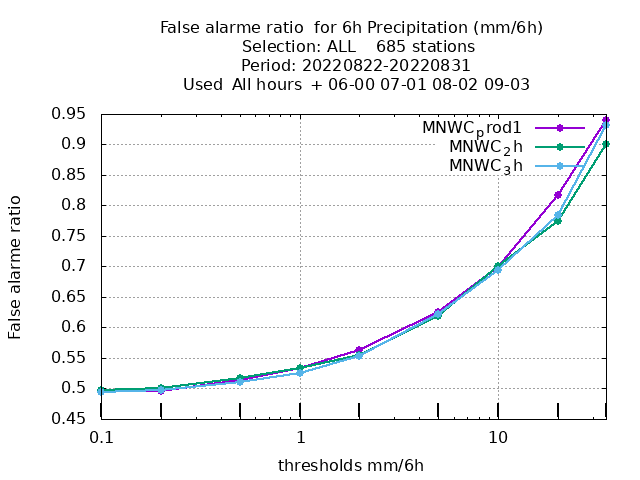 False alarme ratio  for 6h Precipitation (mm/6h)
Selection: ALL    685 stations
Period: 20220822-20220831
Used  All hours  + 06-00 07-01 08-02 09-03
False alarme ratio
0.95
0.9
0.85
0.8
0.75
0.7
0.65
0.6
0.55
0.5
0.45
MNWCprod1
MNWC2h
MNWC3h
0.1 1 10
thresholds mm/6h